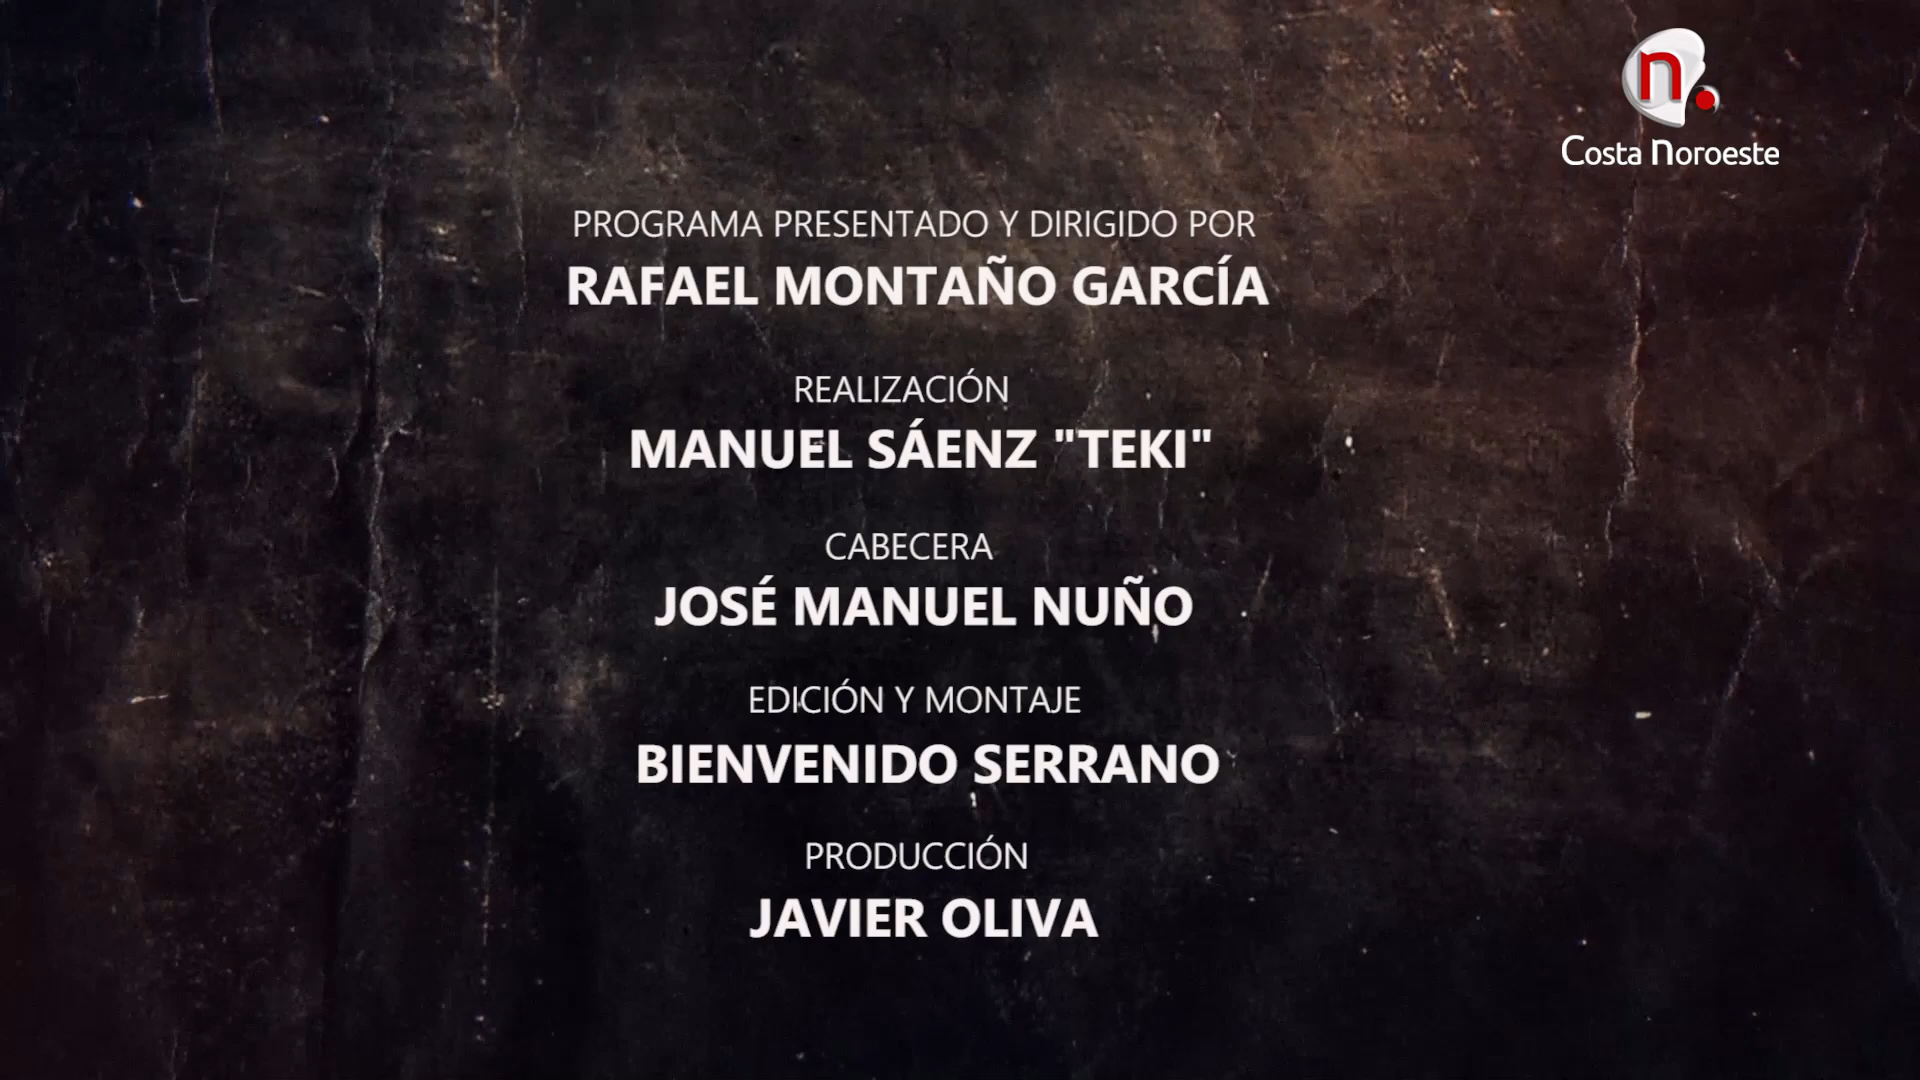 n.
Costa Noroeste
PROGRAMA PRESENTADO Y DIRIGIDO POR
RAFAEL MONTAÑO GARCÍA
REALIZACIÓN
MANUEL SÁENZ "TEKI"
CABECERA
JOSÉ MANUEL NUÑO
EDICIÓN Y MONTAJE
BIENVENIDO SERRANO
PRODUCCIÓN
JAVIER OLIVA